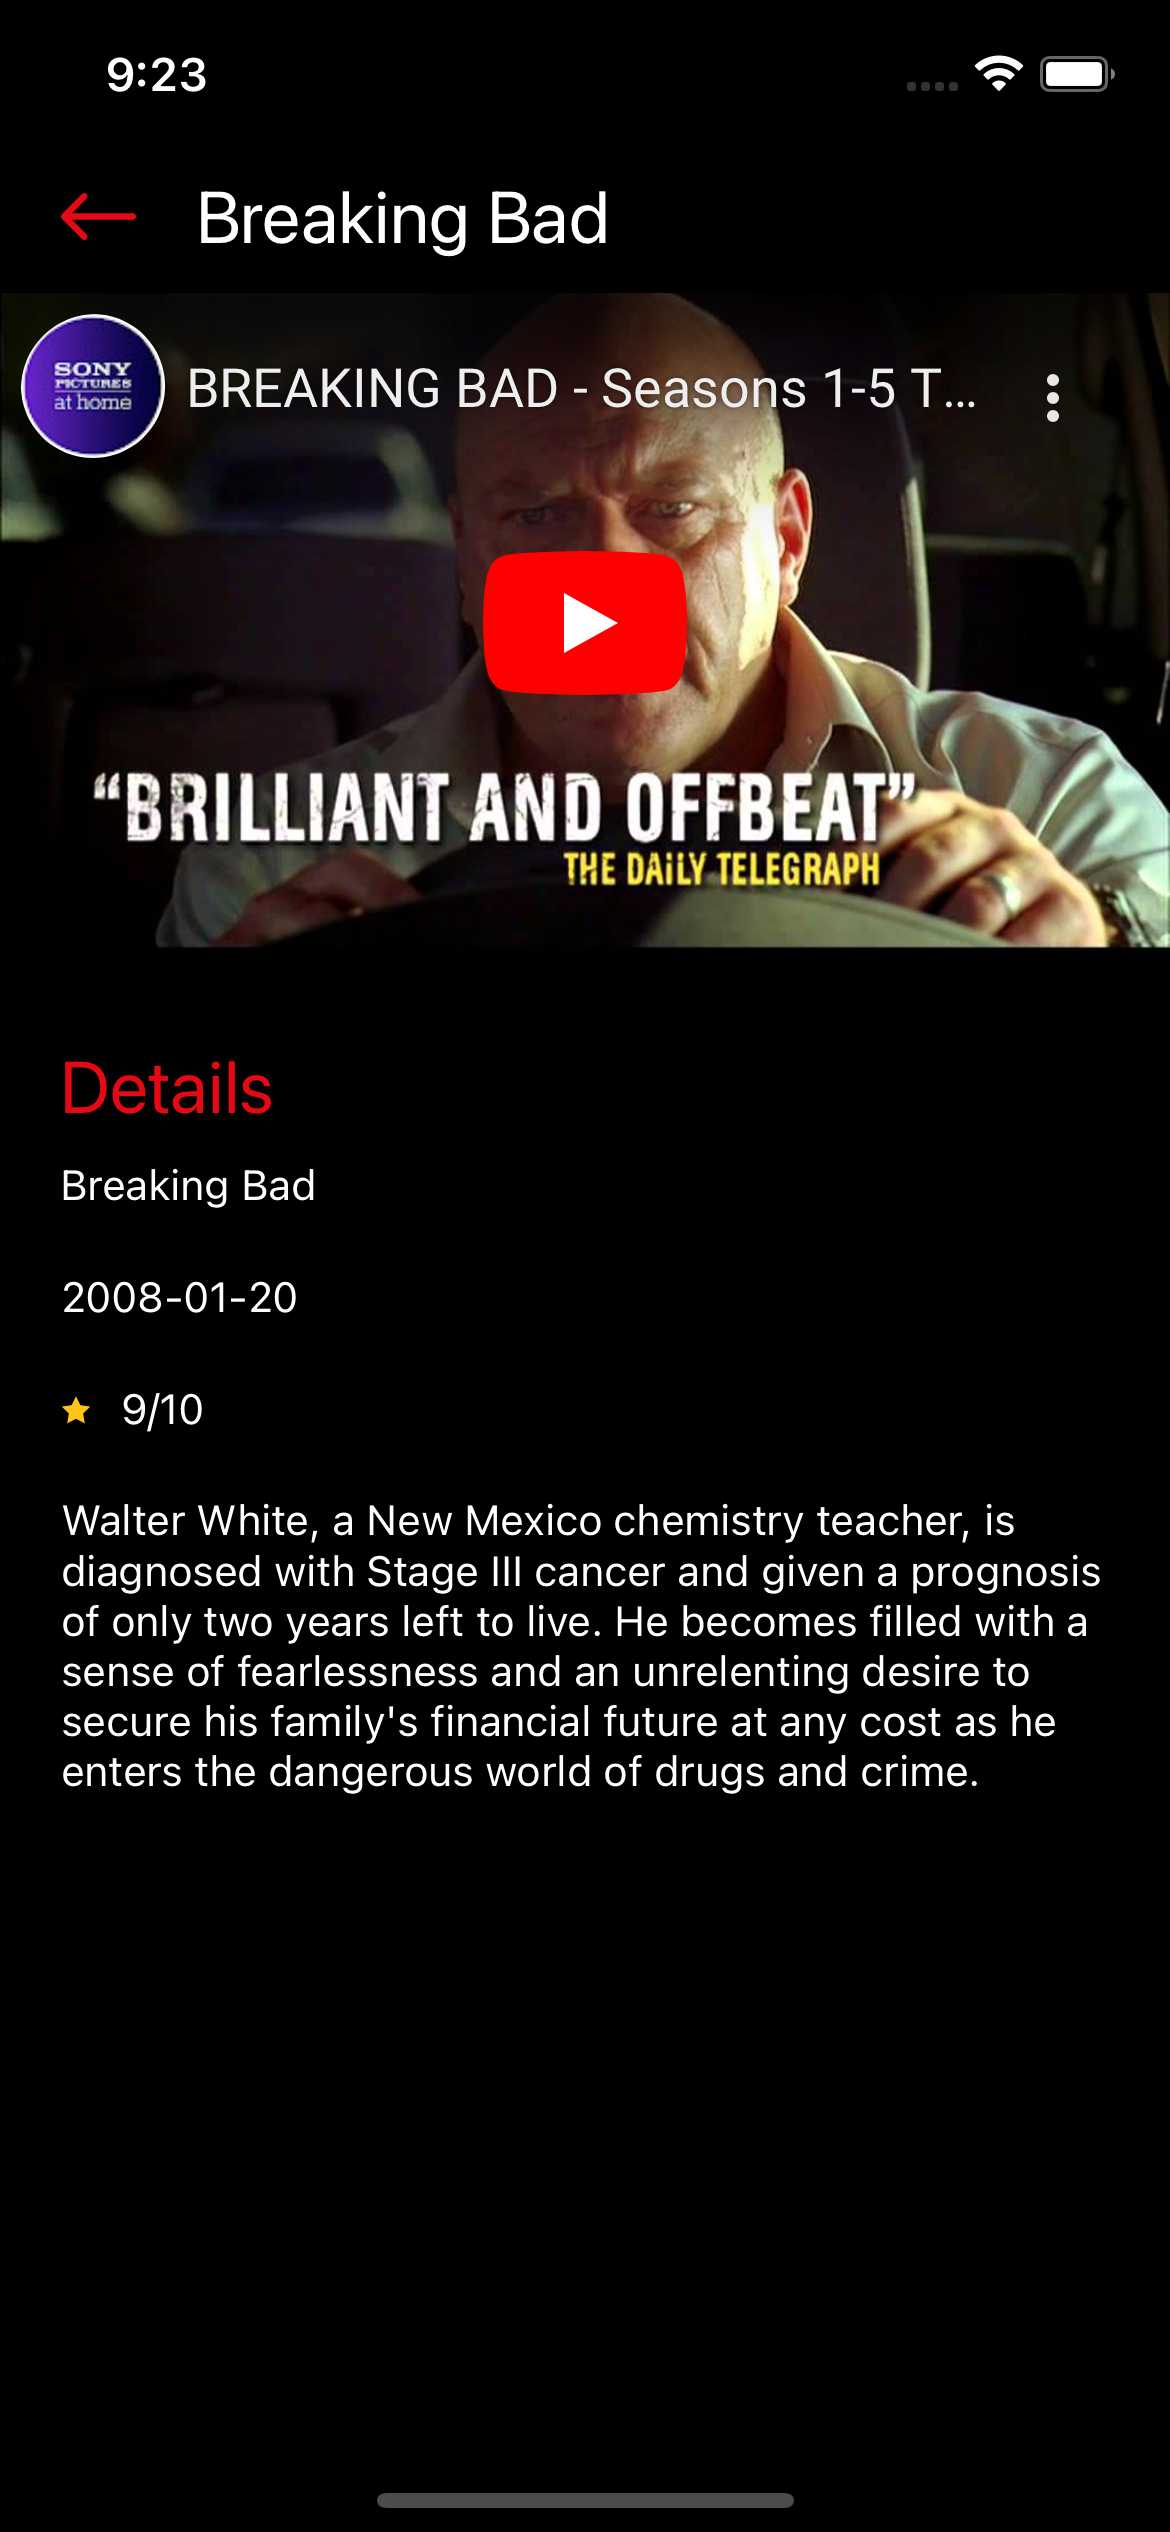 9:23
Breaking Bad
SONY
PICTURES
at home
BREAKING BAD - Seasons 1-5 T...
“BRILLIANT AND OFFBEAT”
THE DAiLY TELEGRAPH
Details
Breaking Bad
2008-01-20
9/10
Walter White, a New Mexico chemistry teacher, is
diagnosed with Stage III cancer and given a prognosis
of only two years left to live. He becomes filled with a
sense of fearlessness and an unrelenting desire to
secure his family's financial future at any cost as he
enters the dangerous world of drugs and crime.